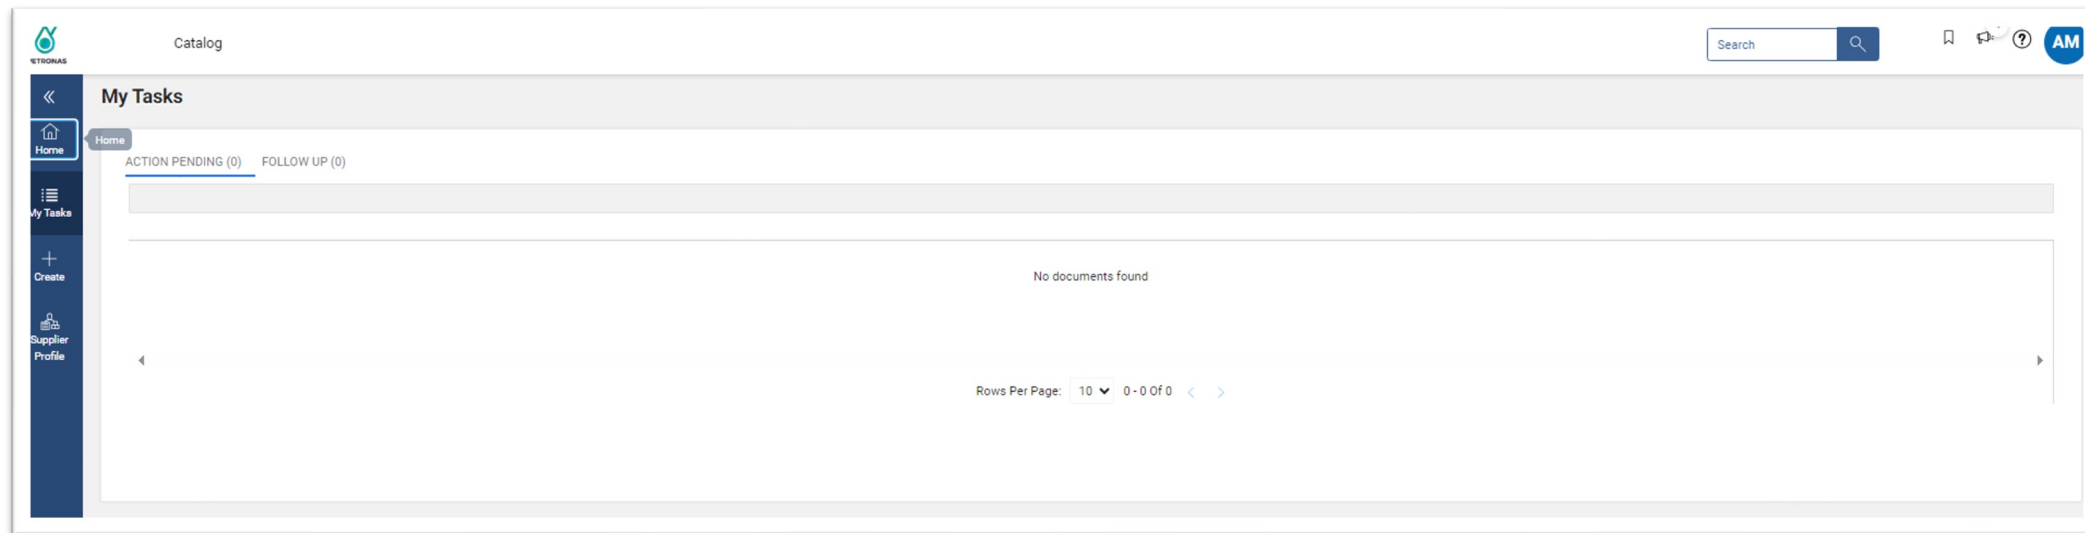 ETRONAS
Catalog
Search
AM
«
My Tasks
Home
Home
ACTION PENDING (0) FOLLOW UP (0)
My Tasks
Create
No documents found
Supplier
Profile
Rows Per Page: 10 0 - 0 Of 0 < >